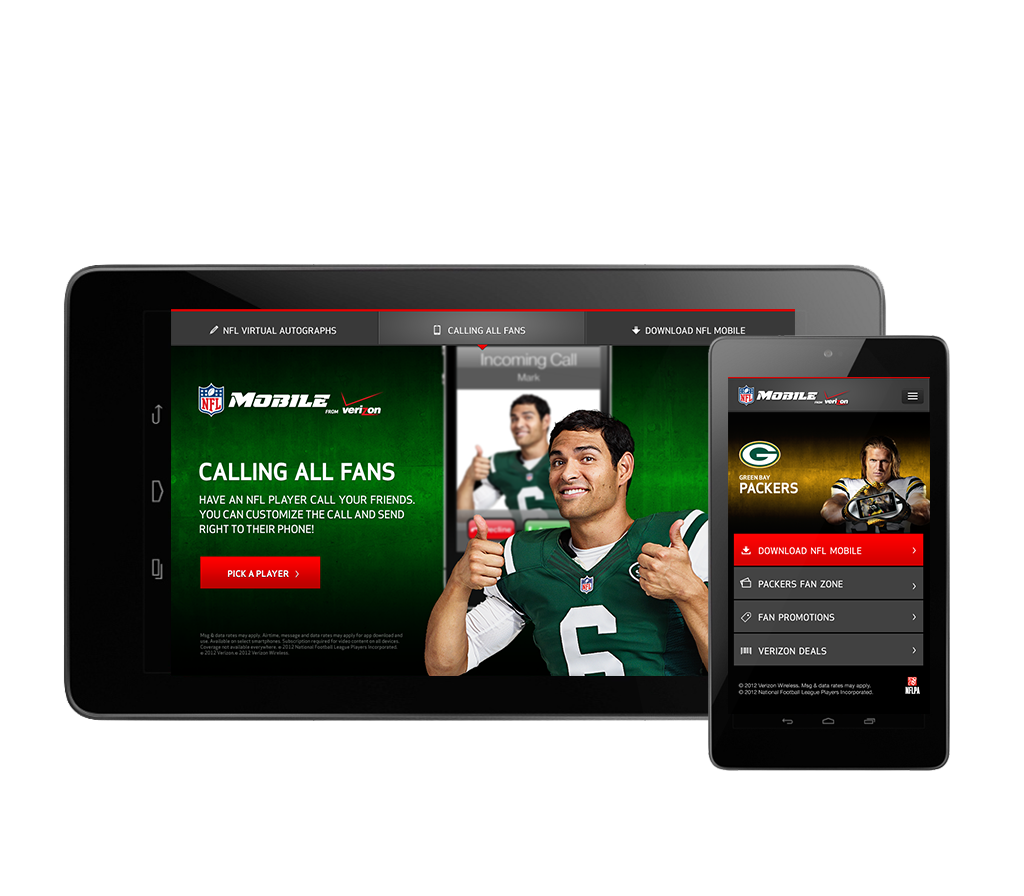 NFL VIRTUAL AUTOGRAPHS
CALLING ALL FANS
DOWNLOAD NFL MOBILE
Incoming Call
Mark
NFL
MOBILE
FROM verizon
CALLING ALL FANS
HAVE AN NFL PLAYER CALL YOUR FRIENDS.
YOU CAN CUSTOMIZE THE CALL AND SEND
RIGHT TO THEIR PHONE!
PICK A PLAYER
Decline
NFL
6
Msg & data rates may apply. Airtime, message and data rates may apply for app download and
use. Available on select smartphones. Subscription required for video content on all devices.
Coverage not available everywhere. © 2012 National Football League Players Incorporated.
© 2012 Verizon © 2012 Verizon Wireless.
NFL
MOBILE
FROM verizon
G
GREEN BAY
PACKERS
DOWNLOAD NFL MOBILE
PACKERS FAN ZONE
FAN PROMOTIONS
VERIZON DEALS
© 2012 Verizon Wireless. Msg & data rates may apply.
© 2012 National Football League Players Incorporated.
NFLPA